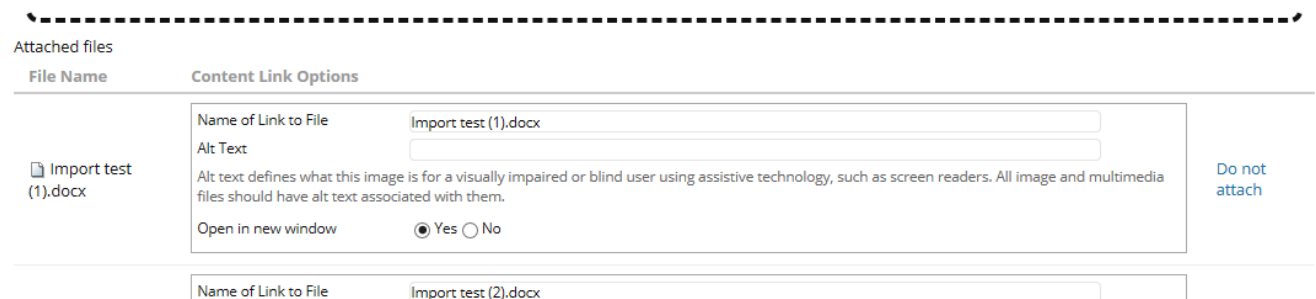 Attached files
File Name Content Link Options
Name of Link to File Import test (1).docx
Alt Text
Import test
(1).docx
Alt text defines what this image is for a visually impaired or blind user using assistive technology, such as screen readers. All image and multimedia
files should have alt text associated with them.
Do not
attach
Open in new window Yes No
Name of Link to File Import test (2).docx